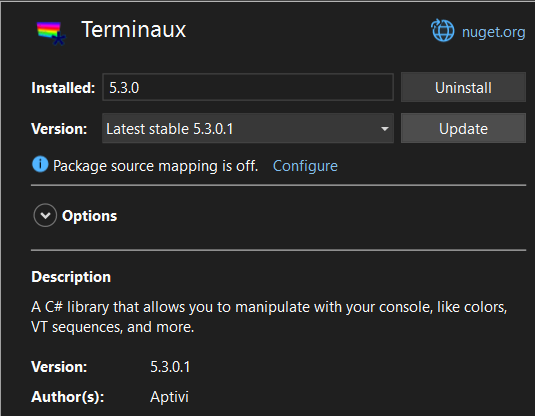 Terminaux
nuget.org
Installed: 5.3.0 Uninstall
Version: Latest stable 5.3.0.1 Update
Package source mapping is off. Configure
Options
Description
A C# library that allows you to manipulate with your console, like colors,
VT sequences, and more.
Version: 5.3.0.1
Author(s): Aptivi